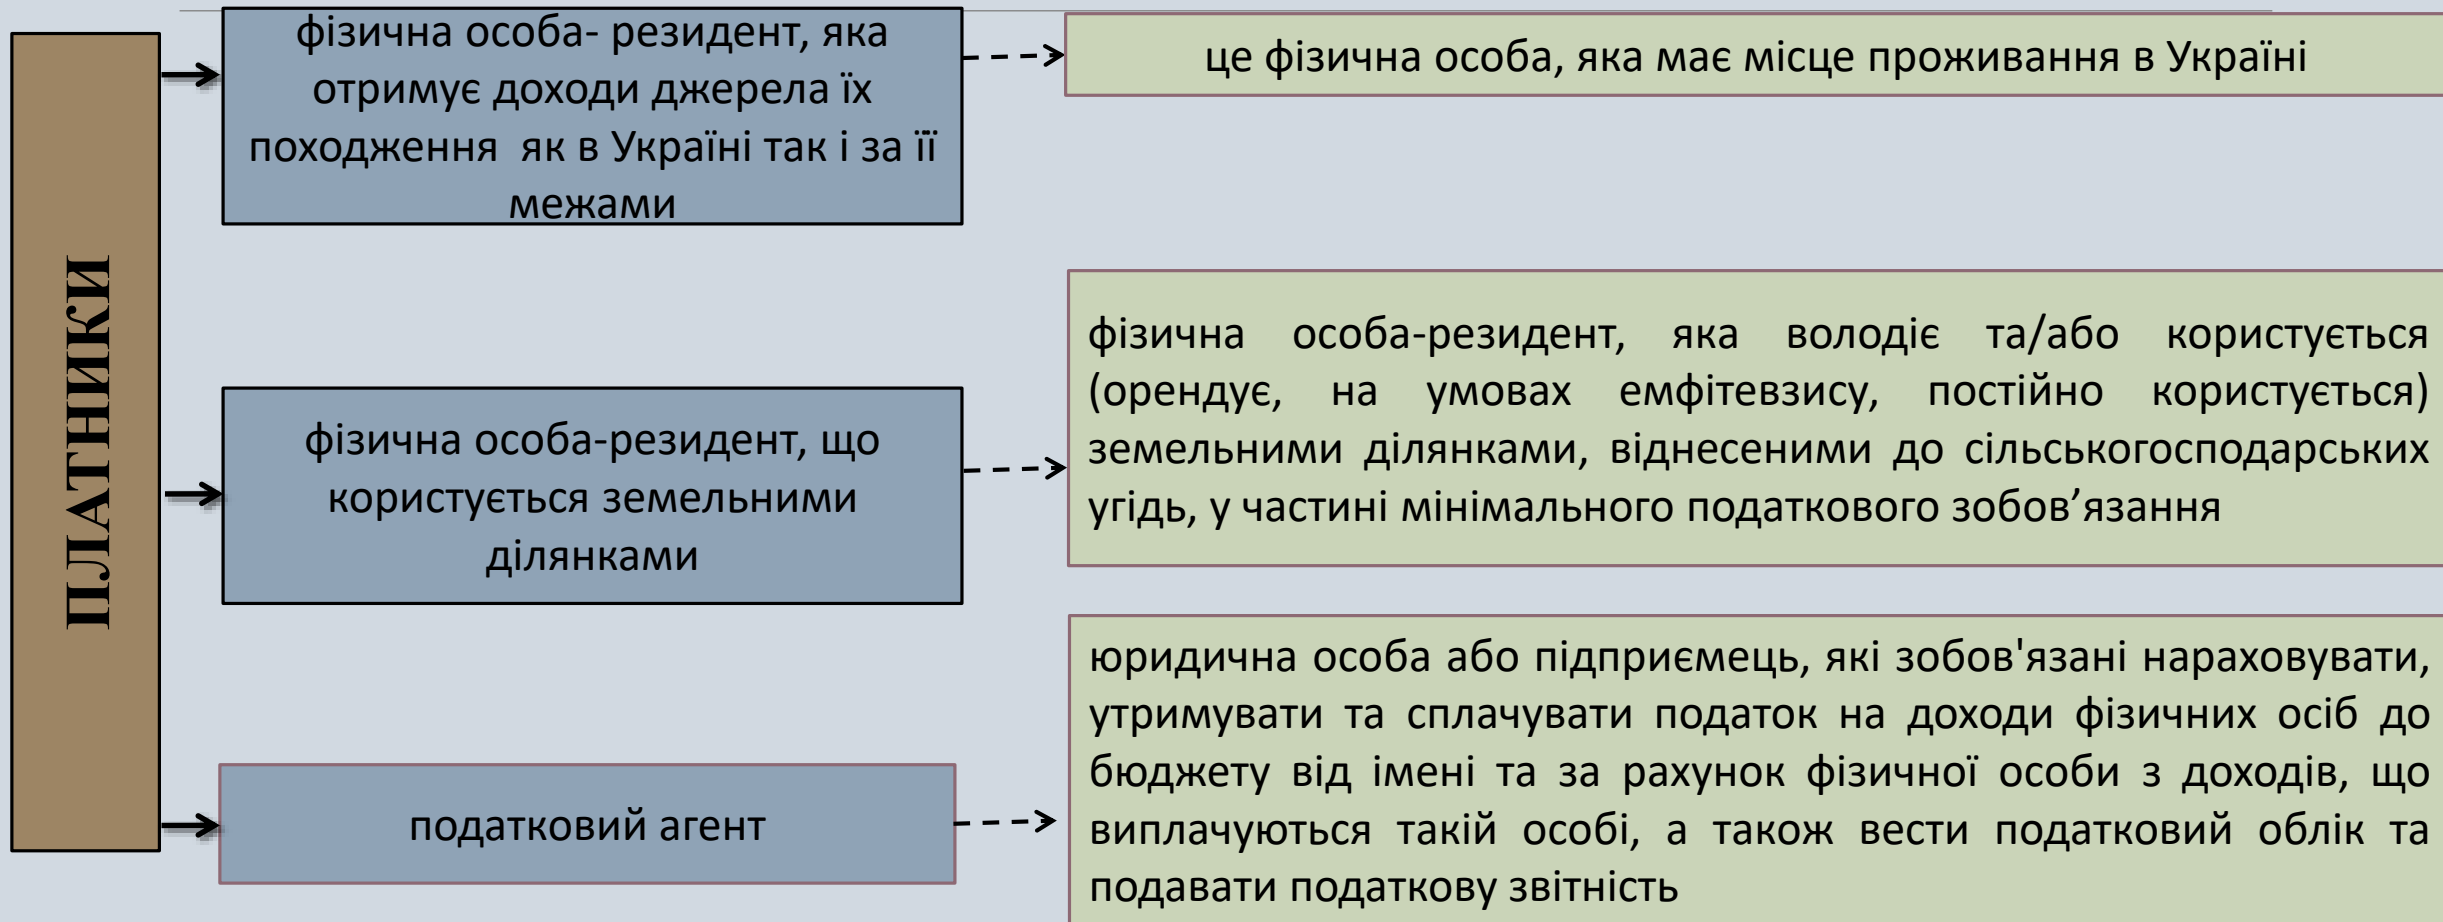 ПЛАТНИКИ
фізична особа- резидент, яка
отримує доходи джерела їх
походження як в Україні так і за її
межами
це фізична особа, яка має місце проживання в Україні
фізична особа-резидент, що
користується земельними
ділянками
фізична особа-резидент, яка володіє та/або користується
(орендує, на умовах емфітевзису, постійно користується)
земельними ділянками, віднесеними до сільськогосподарських
угідь, у частині мінімального податкового зобов’язання
податковий агент
юридична особа або підприємець, які зобов'язані нараховувати,
утримувати та сплачувати податок на доходи фізичних осіб до
бюджету від імені та за рахунок фізичної особи з доходів, що
виплачуються такій особі, а також вести податковий облік та
подавати податкову звітність